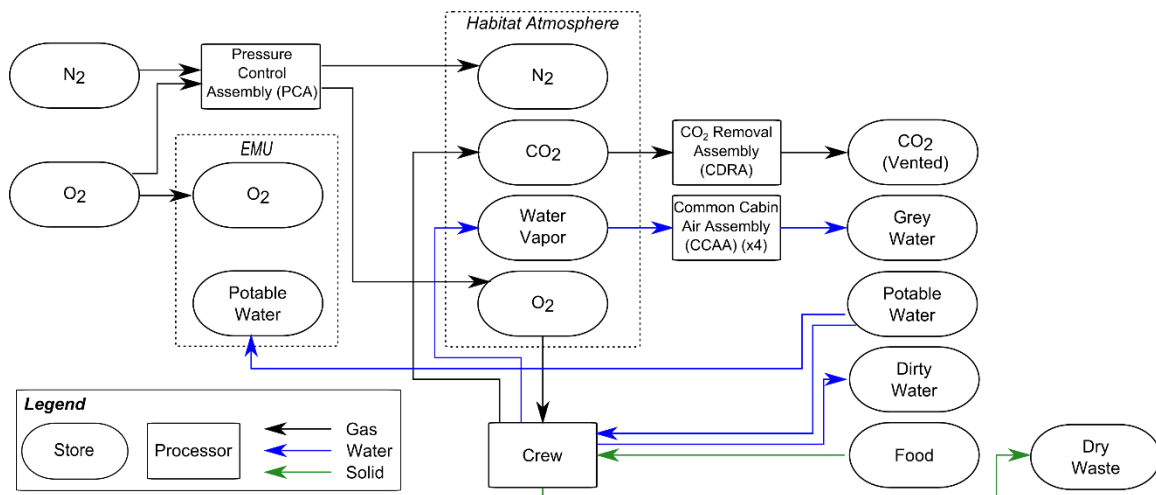 Habitat Atmosphere
N2
Pressure
Control
Assembly (PCA)
N2
O2
EMU
O2
Potable
Water
CO2
CO2 Removal
Assembly
(CDRA)
CO2
(Vented)
Water
Vapor
Common Cabin
Air Assembly
(CCAA) (x4)
Grey
Water
O2
Potable
Water
Dirty
Water
Legend
Store
Processor
Gas
Water
Solid
Crew
Food
Dry
Waste